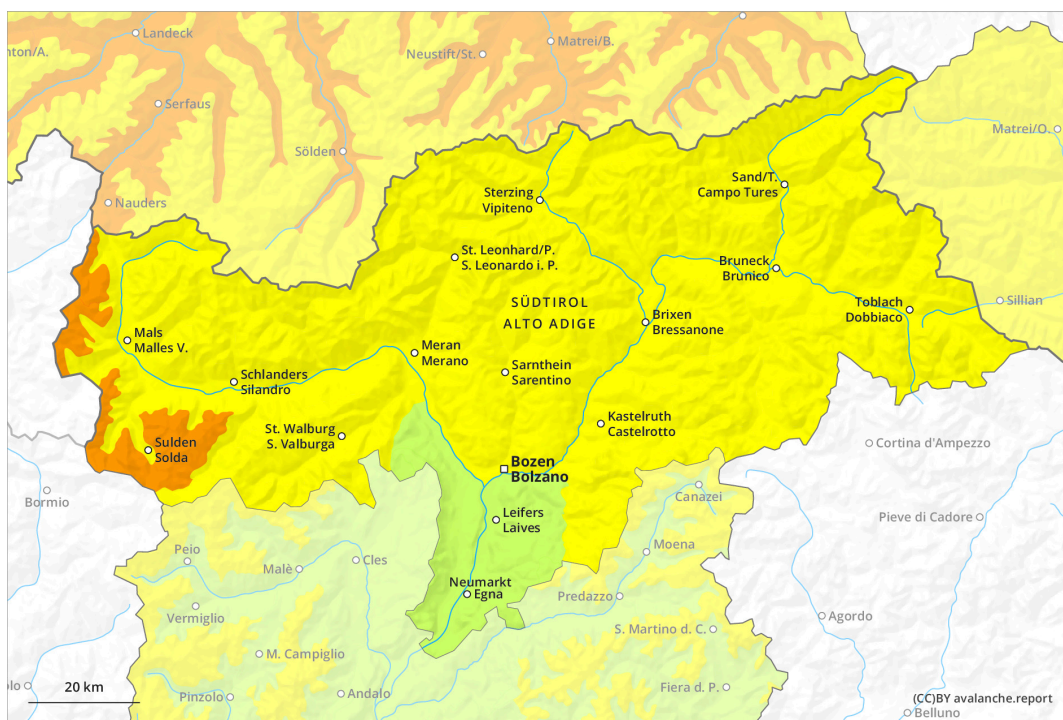 Landeck
nton/A.
Neustift/St.
Matrei/B.
Serfaus
Matrei/O.
Sölden
Sand/T.
Campo Tures
Sterzing
Vipiteno
Nauders
St. Leonhard/P.
S. Leonardo i. P.
Bruneck
Brunico
SÜDTIROL
ALTO ADIGE
Toblach
Dobbiaco
Sillian
Brixen
Bressanone
Mals
Malles V.
Meran
Merano
Sarnthein
Sarentino
Schlanders
Silandro
St. Walburg
S. Valburga
Kastelruth
Castelrotto
Sulden
Solda
Cortina d'Ampezzo
Bozen
Bolzano
Bormio
Canazei
Leifers
Laives
Pieve di Cadore
Peio
Moena
Cles
Malè
Neumarkt
Egna
Predazzo
Vermiglio
Agordo
S. Martino d. C.
M. Campiglio
20 km
olo
Pinzolo
Andalo
Fiera d. P.
(CC)BY avalanche.report
Belluno